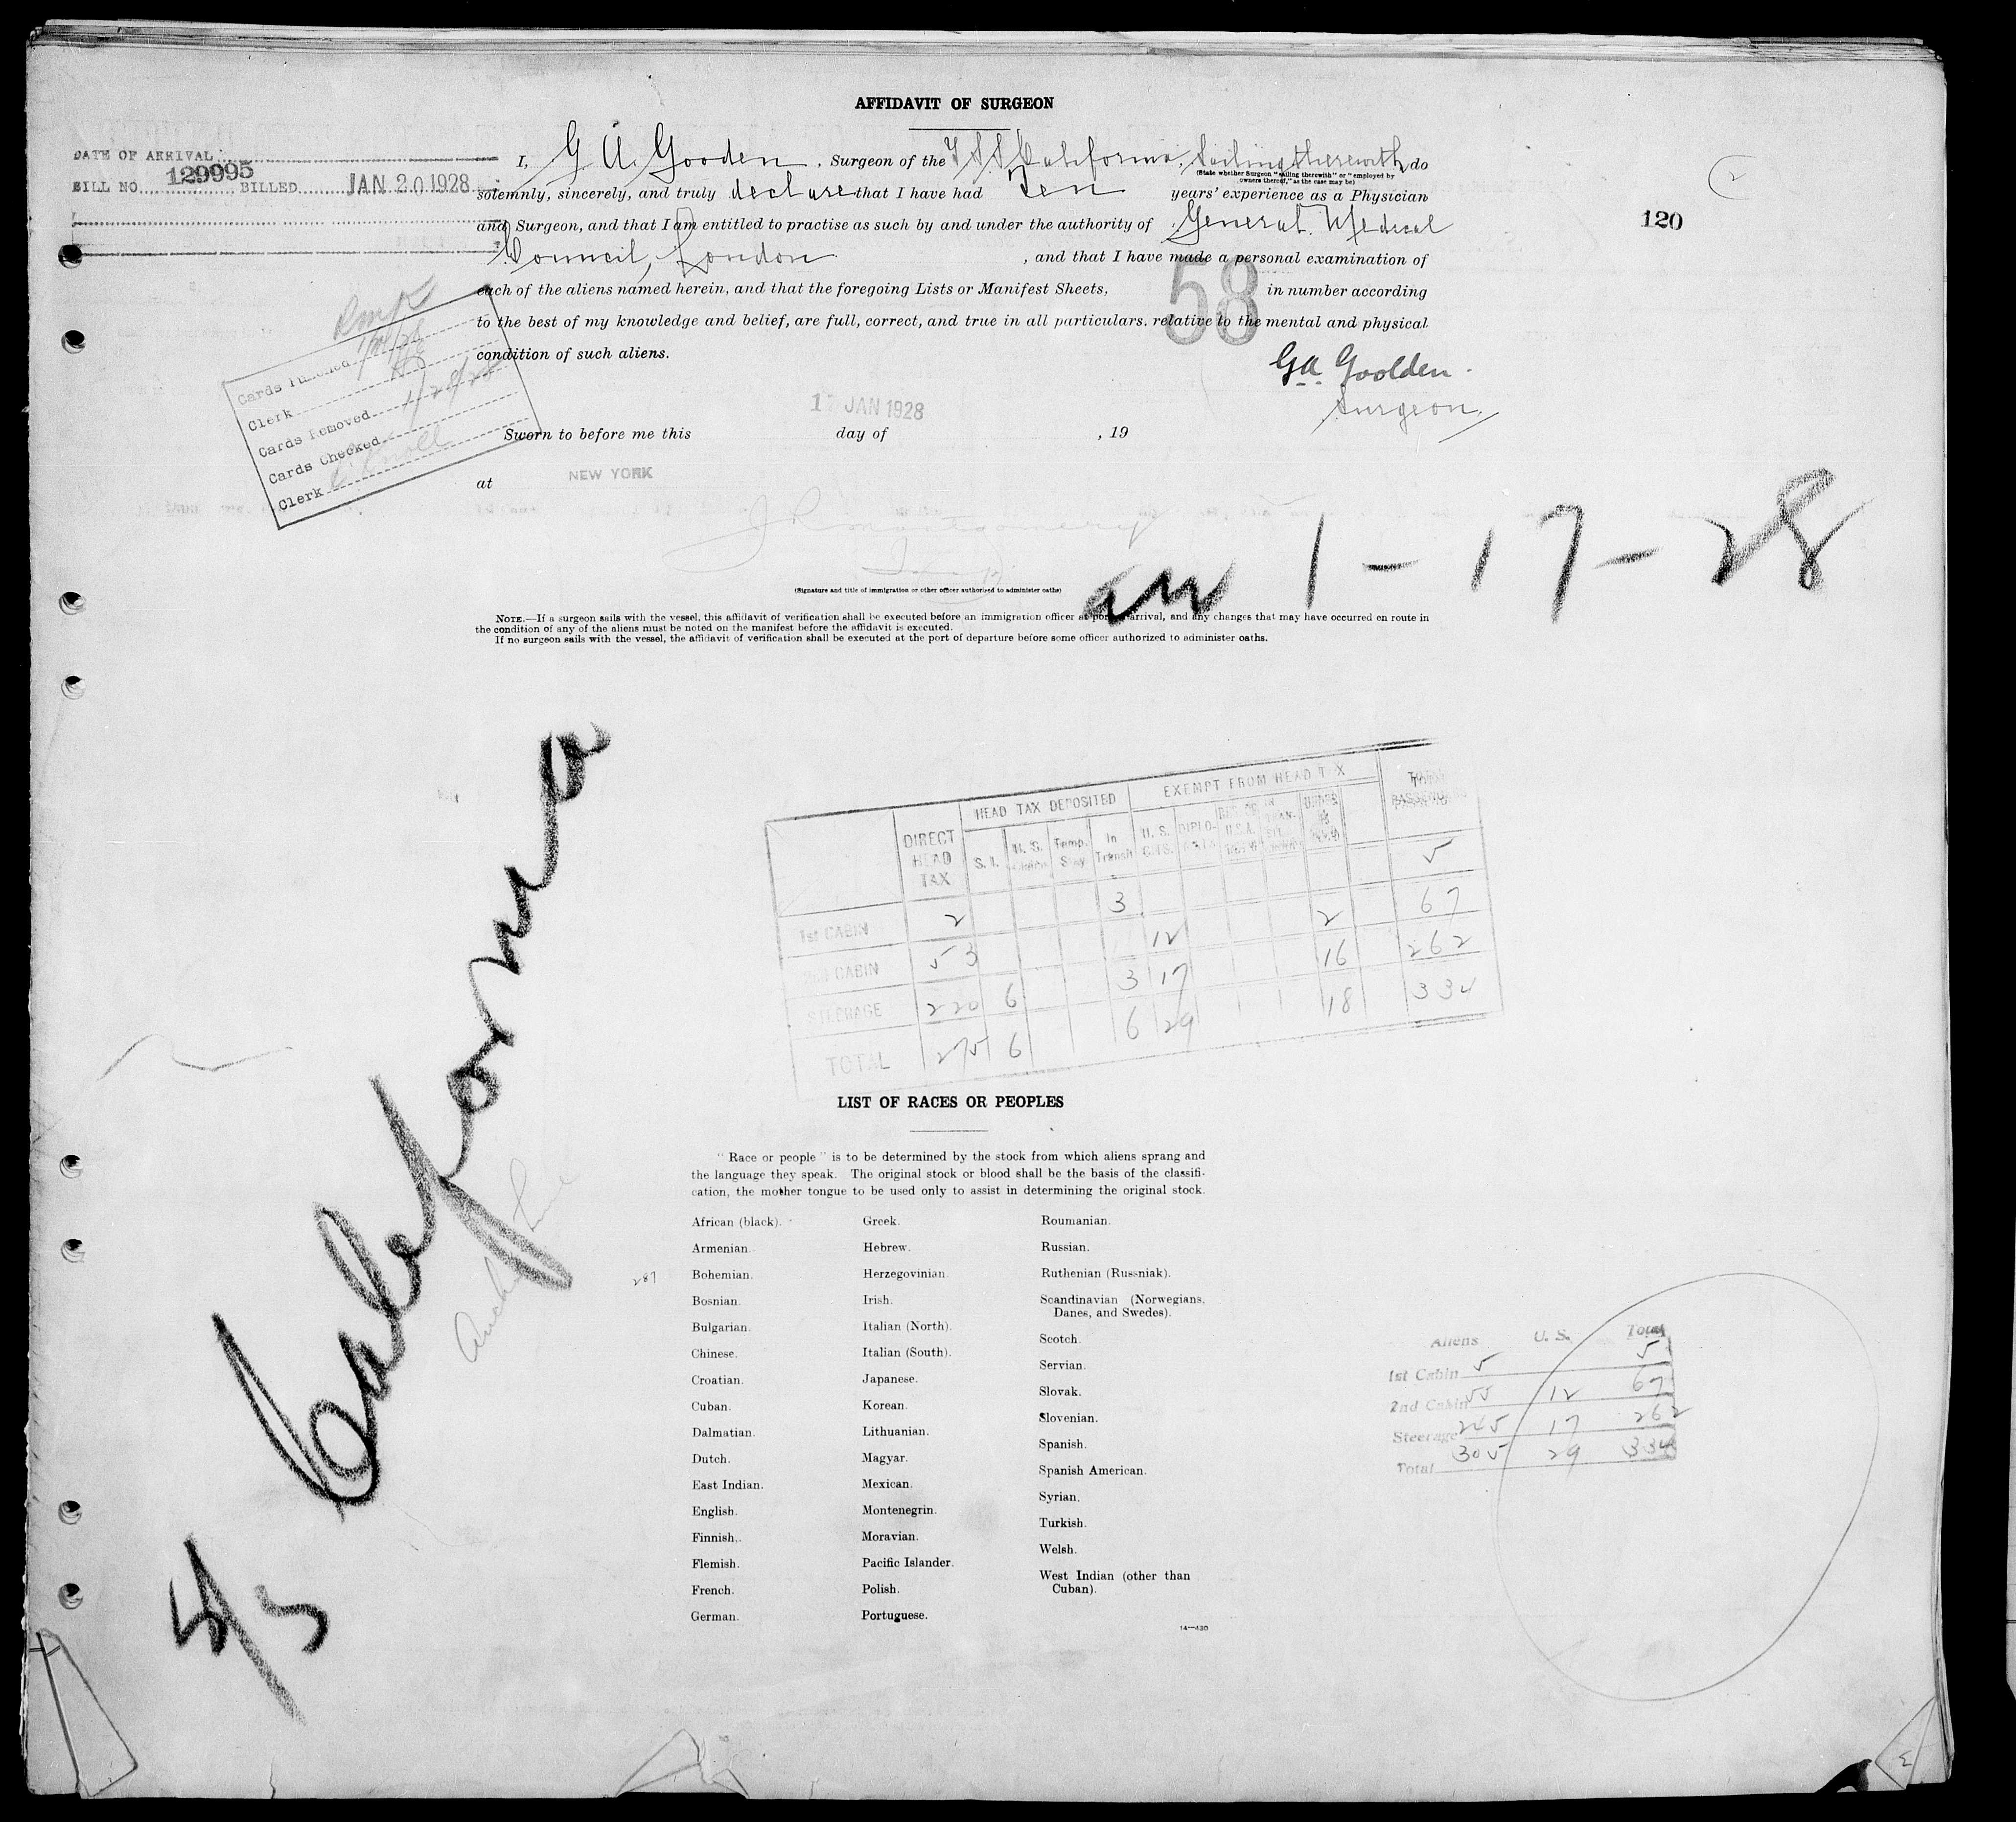 AFFIDAVIT OF SURGEON
DATE OF ARRIVAL
BILL NO. 129995 BILLED JAN 20 1928
120
2
I, G A. Gooden, Surgeon of the T.S.S California, Sailing therewith, do
(State whether Surgeon "sailing therewith" or "employed by
owners thereof," as the case may be)
solemnly, sincerely, and truly declare that I have had Ten years' experience as a Physician
and Surgeon, and that I am entitled to practise as such by and under the authority of General Medical
Council, London, and that I have made a personal examination of
each of the aliens named herein, and that the foregoing Lists or Manifest Sheets, 58 in number according
to the best of my knowledge and belief, are full, correct, and true in all particulars. relative to the mental and physical
condition of such aliens.
GA Goolden.
Surgeon.
Cards Punched
Clerk
Cards Removed 1/28/28
Cards Checked
Clerk
17 JAN 1928
Sworn to before me this day of , 19
at NEW YORK
(Signature and title of immigration or other officer authorised to administer oaths)
1-17-28
NOTE.—If a surgeon sails with the vessel, this affidavit of verification shall be executed before an immigration officer at port of arrival, and any changes that may have occurred en route in
the condition of any of the aliens must be noted on the manifest before the affidavit is executed.
If no surgeon sails with the vessel, the affidavit of verification shall be executed at the port of departure before some officer authorized to administer oaths.
California
Anchor Line
4/5
DIRECT HEAD TAX
HEAD TAX DEPOSITED
EXEMPT FROM HEAD TAX
S. I. U. S. Temp. Stay In Transit U. S. CITS. DIPLO-
TOTAL PASSENGERS
1st CABIN 2 3 5
2nd CABIN 53 12 2 67
STEERAGE 220 6 3 17 16 262
TOTAL 275 6 6 29 18 334
LIST OF RACES OR PEOPLES
"Race or people" is to be determined by the stock from which aliens sprang and
the language they speak. The original stock or blood shall be the basis of the classifi-
cation, the mother tongue to be used only to assist in determining the original stock.
287
African (black).
Armenian.
Bohemian.
Bosnian.
Bulgarian.
Chinese.
Croatian.
Cuban.
Dalmatian.
Dutch.
East Indian.
English.
Finnish.
Flemish.
French.
German.
Greek.
Hebrew.
Herzegovinian.
Irish.
Italian (North).
Italian (South).
Japanese.
Korean.
Lithuanian.
Magyar.
Mexican.
Montenegrin.
Moravian.
Pacific Islander.
Polish.
Portuguese.
Roumanian.
Russian.
Ruthenian (Russniak).
Scandinavian (Norwegians,
Danes, and Swedes).
Scotch.
Servian.
Slovak.
Slovenian.
Spanish.
Spanish American.
Syrian.
Turkish.
Welsh.
West Indian (other than
Cuban).
14—430
Aliens U. S. Total
1st Cabin 5 5
2nd Cabin 55 12 67
Steerage 245 17 262
Total 305 29 334